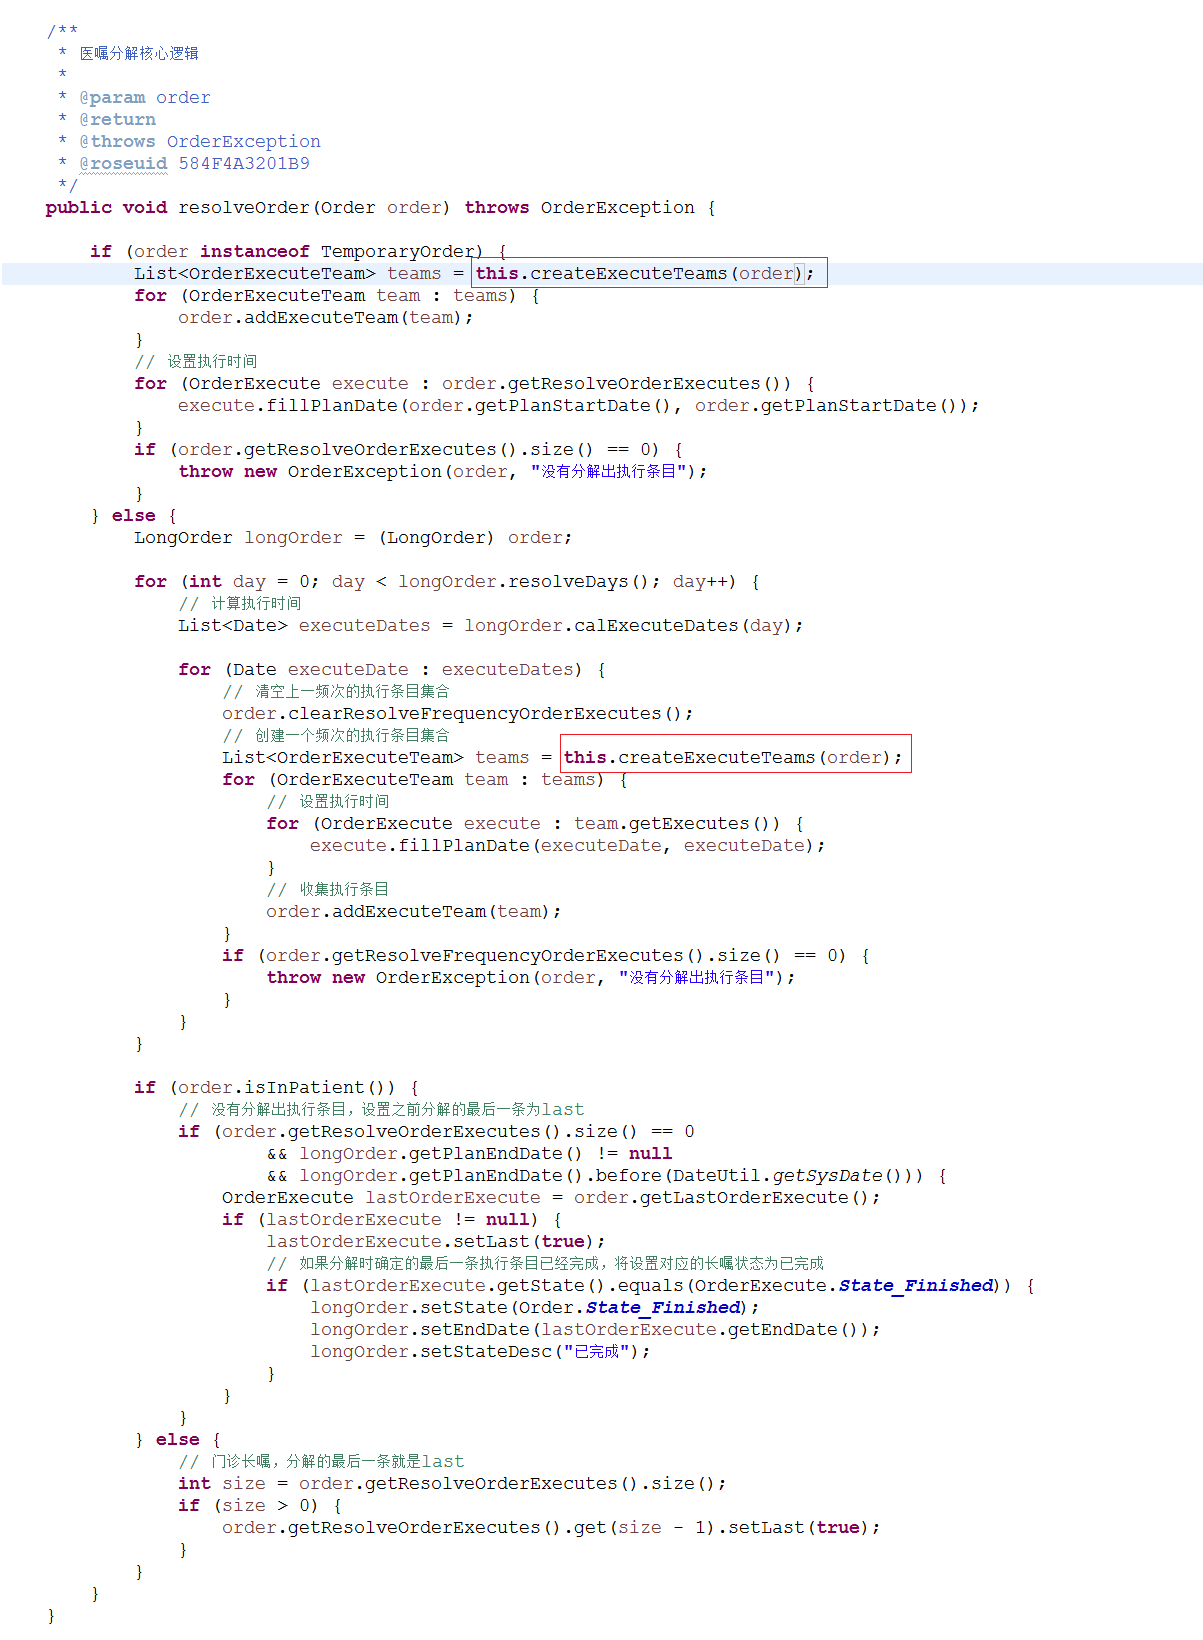 /**
 * 医嘱分解核心逻辑
 *
 * @param order
 * @return
 * @throws OrderException
 * @roseuid 584F4A3201B9
 */
public void resolveOrder(Order order) throws OrderException {
    if (order instanceof TemporaryOrder) {
        List<OrderExecuteTeam> teams = this.createExecuteTeams(order);
        for (OrderExecuteTeam team : teams) {
            order.addExecuteTeam(team);
        }
        // 设置执行时间
        for (OrderExecute execute : order.getResolveOrderExecutes()) {
            execute.fillPlanDate(order.getPlanStartDate(), order.getPlanStartDate());
        }
        if (order.getResolveOrderExecutes().size() == 0) {
            throw new OrderException(order, "没有分解出执行条目");
        }
    } else {
        LongOrder longOrder = (LongOrder) order;
        for (int day = 0; day < longOrder.resolveDays(); day++) {
            // 计算执行时间
            List<Date> executeDates = longOrder.calExecuteDates(day);
            for (Date executeDate : executeDates) {
                // 清空上一频次的执行条目集合
                order.clearResolveFrequencyOrderExecutes();
                // 创建一个频次的执行条目集合
                List<OrderExecuteTeam> teams = this.createExecuteTeams(order);
                for (OrderExecuteTeam team : teams) {
                    // 设置执行时间
                    for (OrderExecute execute : team.getExecutes()) {
                        execute.fillPlanDate(executeDate, executeDate);
                    }
                    // 收集执行条目
                    order.addExecuteTeam(team);
                }
                if (order.getResolveFrequencyOrderExecutes().size() == 0) {
                    throw new OrderException(order, "没有分解出执行条目");
                }
            }
        }
        if (order.isInPatient()) {
            // 没有分解出执行条目，设置之前分解的最后一条为last
            if (order.getResolveOrderExecutes().size() == 0
                    && longOrder.getPlanEndDate() != null
                    && longOrder.getPlanEndDate().before(DateUtil.getSysDate())) {
                OrderExecute lastOrderExecute = order.getLastOrderExecute();
                if (lastOrderExecute != null) {
                    lastOrderExecute.setLast(true);
                    // 如果分解时确定的最后一条执行条目已经完成，将设置对应的长嘱状态为已完成
                    if (lastOrderExecute.getState().equals(OrderExecute.State_Finished)) {
                        longOrder.setState(Order.State_Finished);
                        longOrder.setEndDate(lastOrderExecute.getEndDate());
                        longOrder.setStateDesc("已完成");
                    }
                }
            }
        } else {
            // 门诊长嘱，分解的最后一条就是last
            int size = order.getResolveOrderExecutes().size();
            if (size > 0) {
                order.getResolveOrderExecutes().get(size - 1).setLast(true);
            }
        }
    }
}